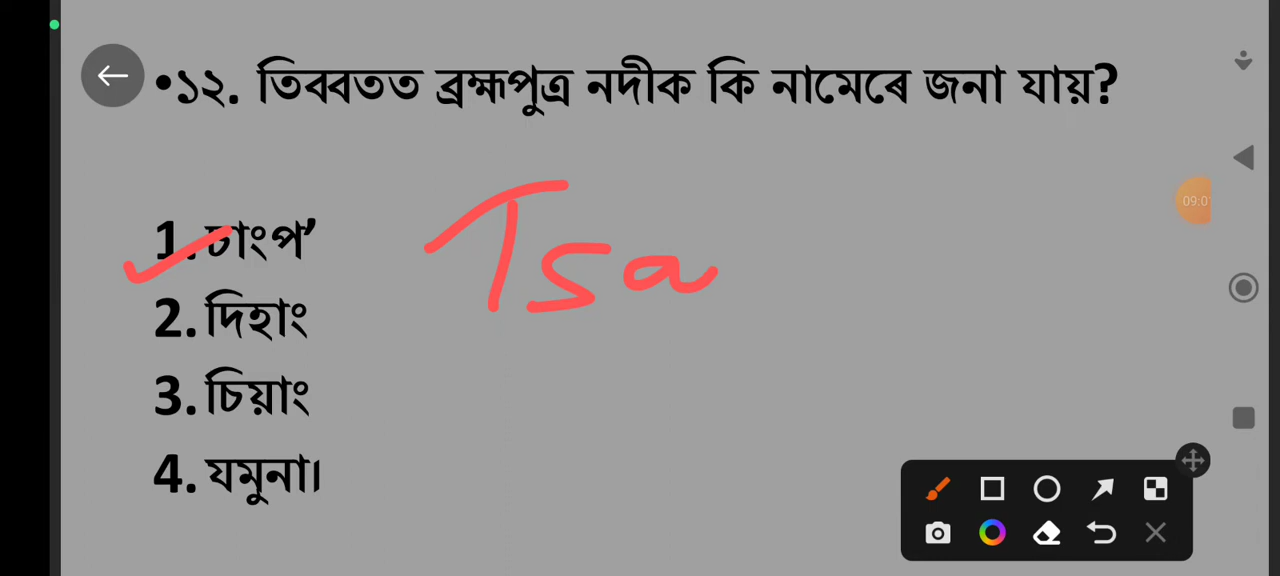 •১২. তিব্বতত ব্ৰহ্মপুত্ৰ নদীক কি নামেৰে জনা যায়?
1. চাংপ’
Tsa
2. দিহাং
3. চিয়াং
4. যমুনা।